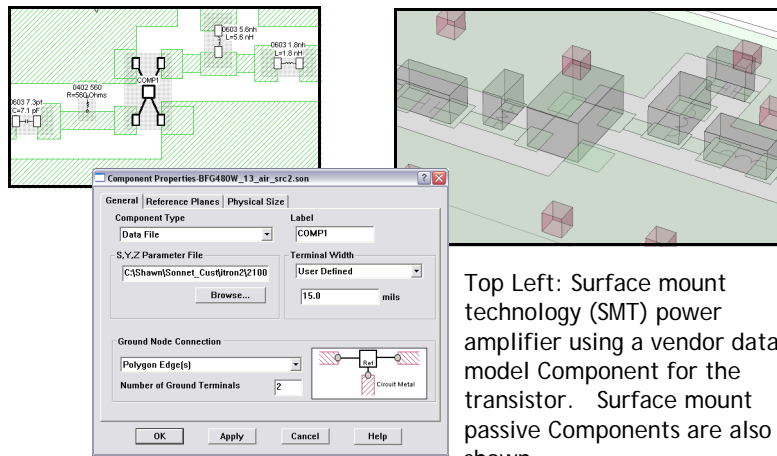 0603 5.6nh
L=5.6 nH
0603 1.8nh
L=1.8 nH
COMP1
0402 560
R=560 Ohms
0603 7.3pf
C=7.1 pF
Component Properties-BFG480W_13_air_src2.son
General
Reference Planes
Physical Size
Component Type
Data File
Label
COMP1
S,Y,Z Parameter File
C:\Shawn\Sonnet_Cust\itron2\2100
Browse...
Terminal Width
User Defined
15.0 mils
Ground Node Connection
Polygon Edge(s)
Number of Ground Terminals 2
Ref
Circuit Metal
OK
Apply
Cancel
Help
Top Left: Surface mount
technology (SMT) power
amplifier using a vendor data
model Component for the
transistor. Surface mount
passive Components are also